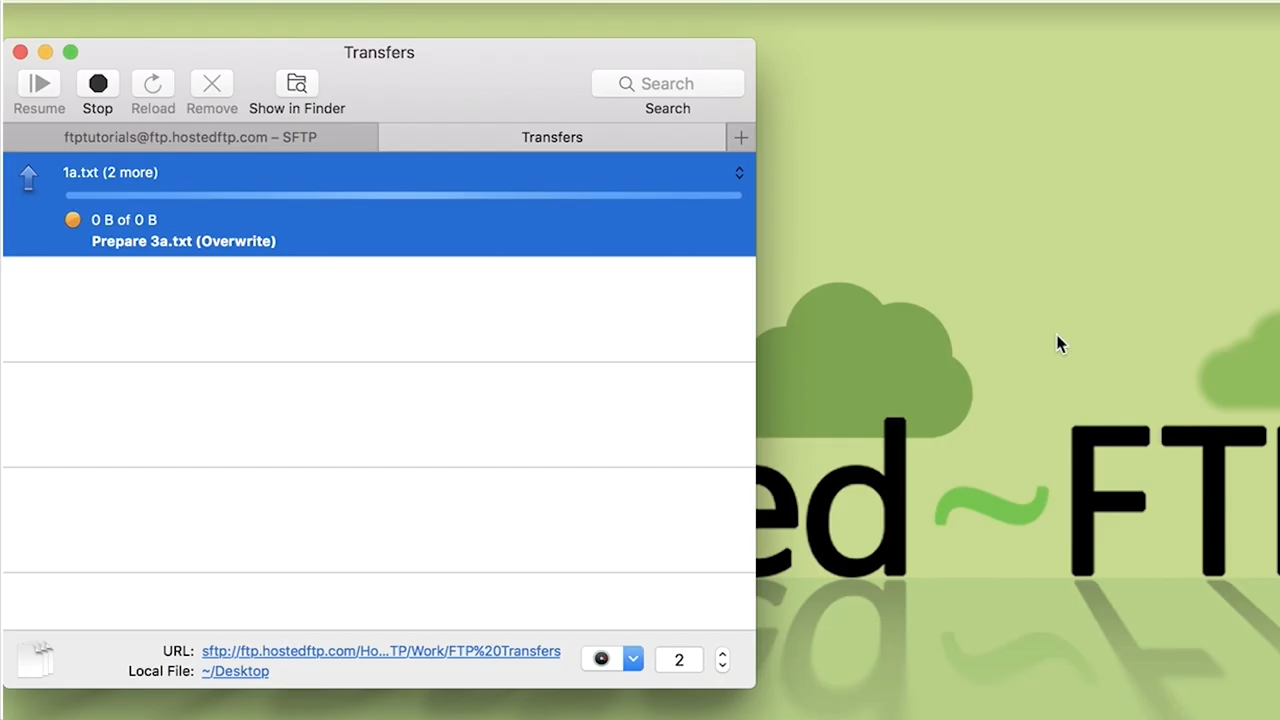 Transfers
Resume
Stop
Reload
Remove
Show in Finder
Search
Search
ftptutorials@ftp.hostedftp.com – SFTP
Transfers
1a.txt (2 more)
0 B of 0 B
Prepare 3a.txt (Overwrite)
URL: sftp://ftp.hostedftp.com/Ho...TP/Work/FTP%20Transfers
Local File: ~/Desktop
2
ed~FT